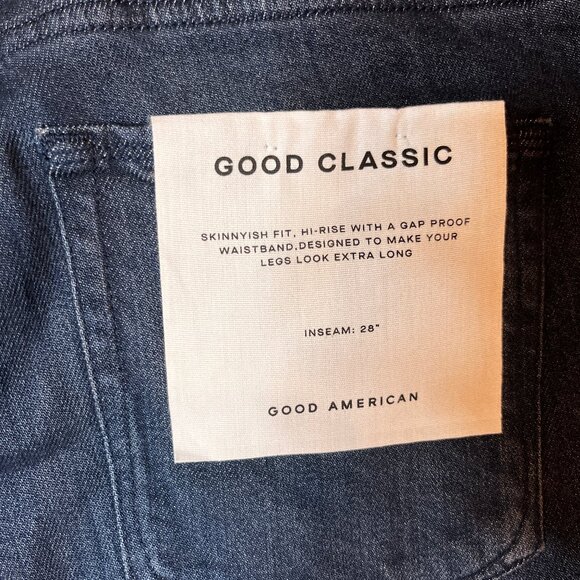 GOOD CLASSIC
SKINNYISH FIT, HI-RISE WITH A GAP PROOF
WAISTBAND,DESIGNED TO MAKE YOUR
LEGS LOOK EXTRA LONG
INSEAM: 28"
GOOD AMERICAN